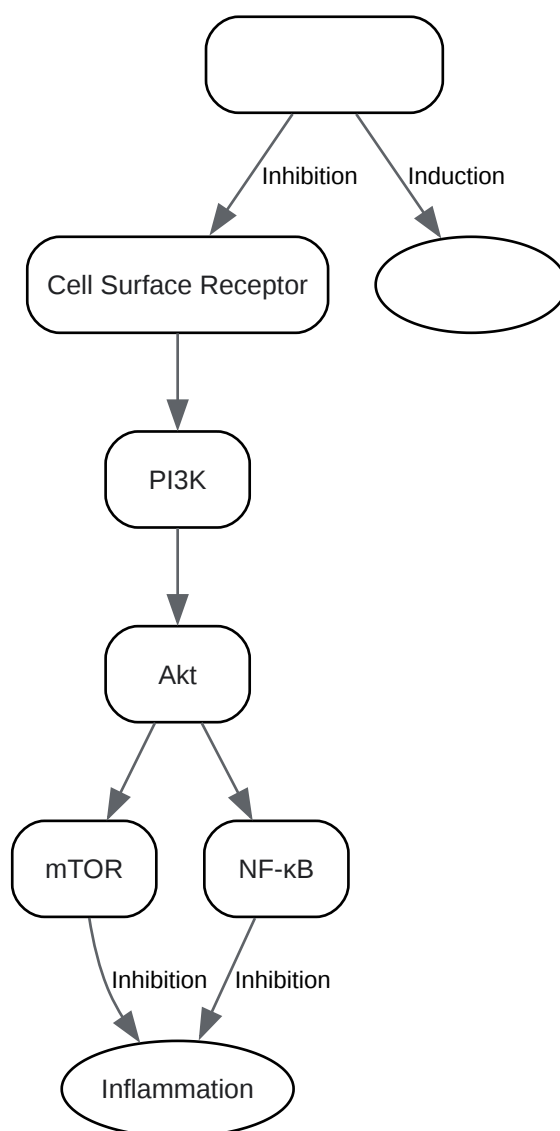 Inhibition
Induction
Cell Surface Receptor
PI3K
Akt
mTOR
NF-κB
Inhibition
Inhibition
Inflammation